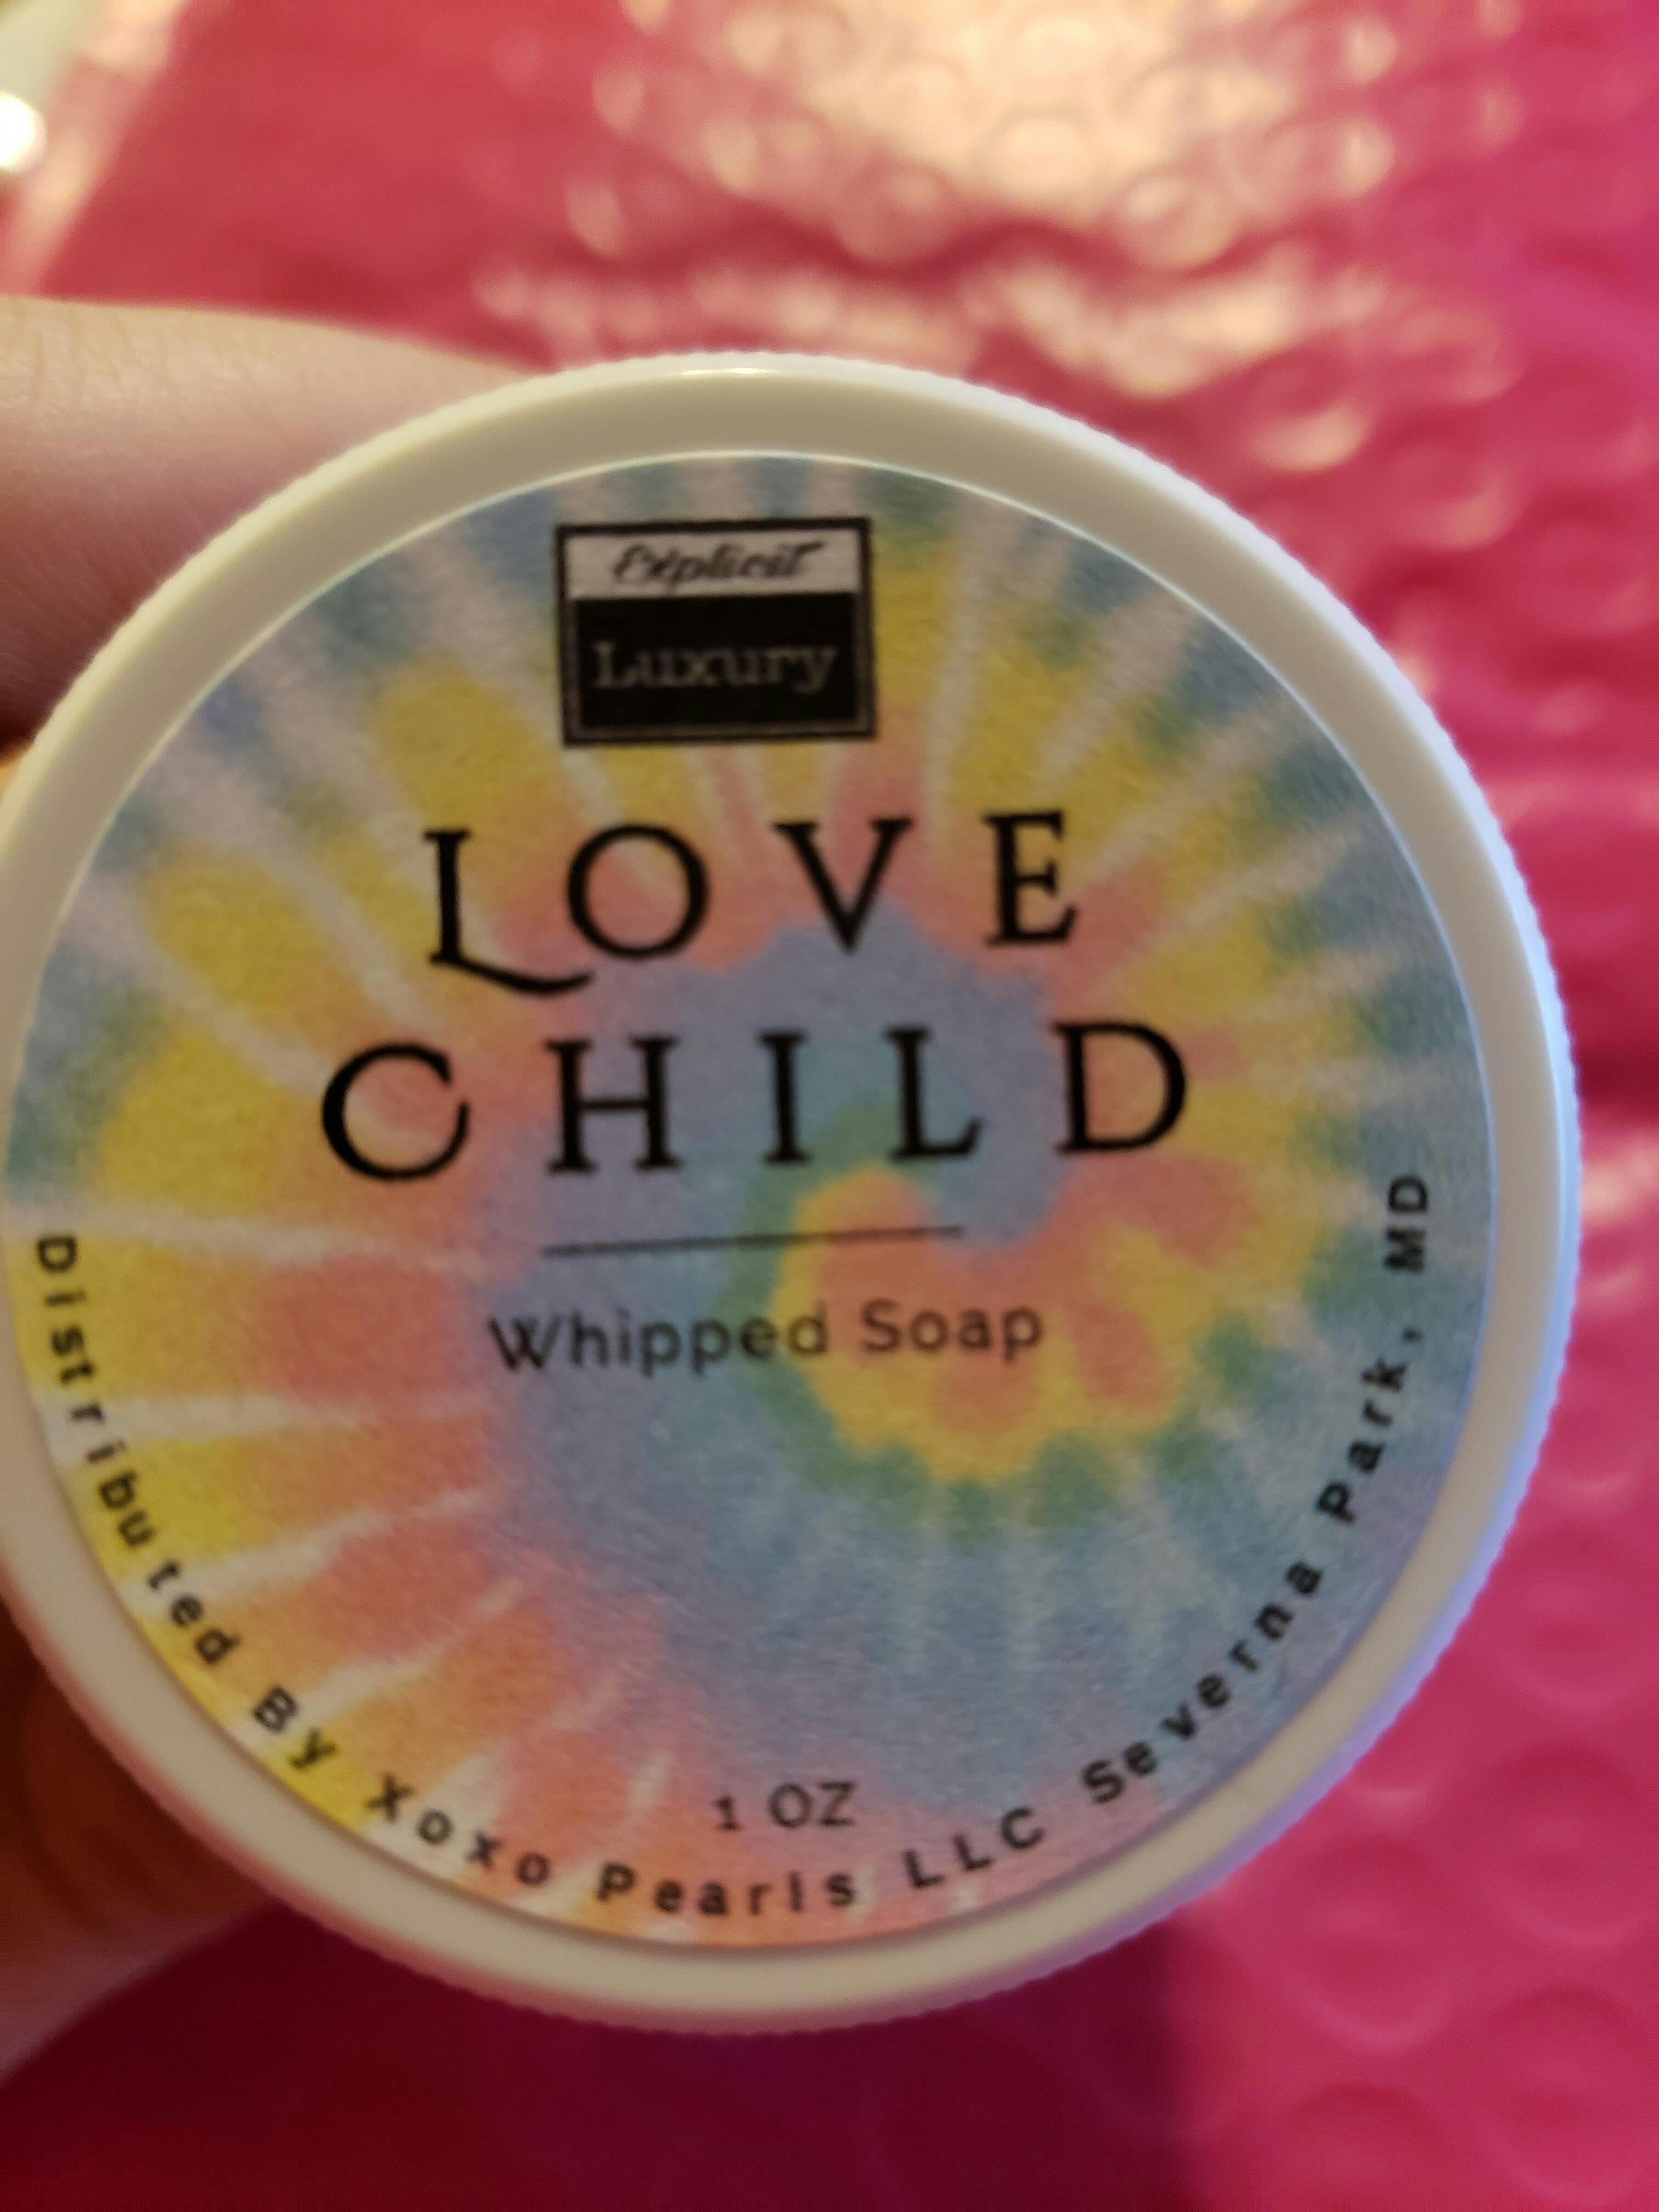 Explicit
Luxury
LOVE
CHILD
Whipped Soap
1 OZ
Distributed By Xoxo Pearls LLC Severna Park, MD